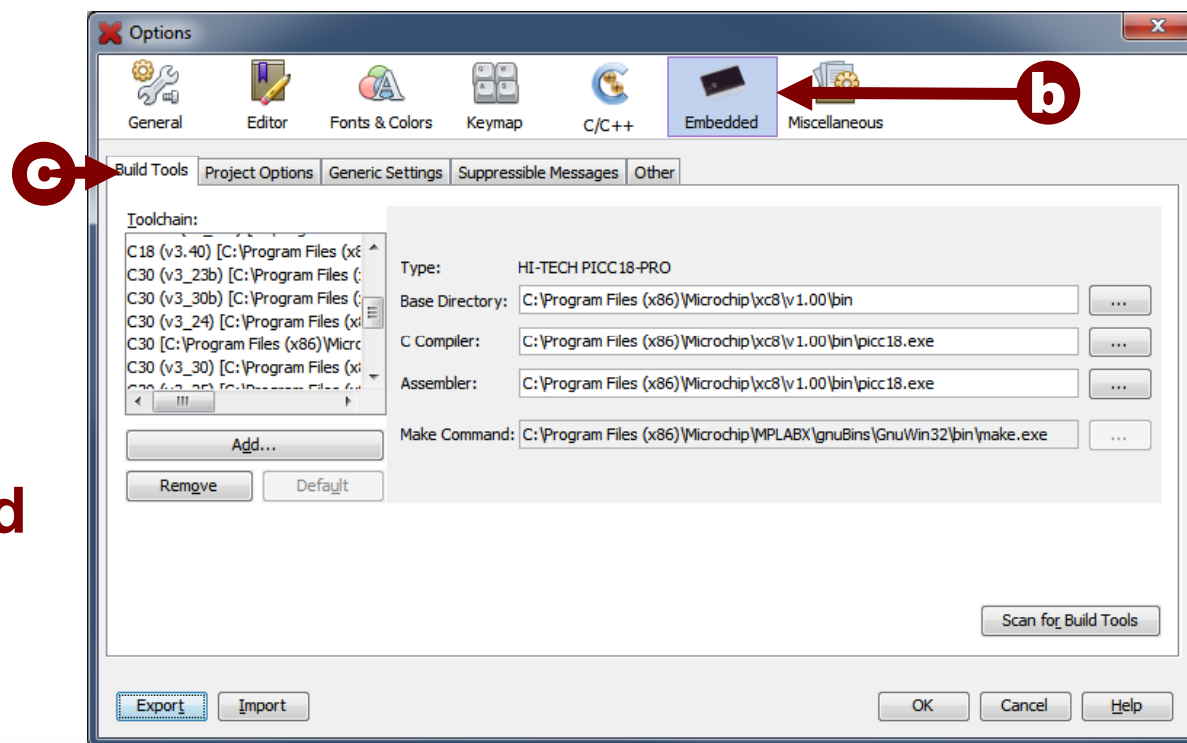 Options
X
b
General Editor Fonts & Colors Keymap C/C++ Embedded Miscellaneous
C
Build Tools Project Options Generic Settings Suppressible Messages Other
Toolchain:
C18 (v3.40) [C:\Program Files (x8
C30 (v3_23b) [C:\Program Files (
C30 (v3_30b) [C:\Program Files (
C30 (v3_24) [C:\Program Files (x
C30 [C:\Program Files (x86)\Micro
C30 (v3_30) [C:\Program Files (x
Type: HI-TECH PICC18-PRO
Base Directory: C:\Program Files (x86)\Microchip\xc8\v1.00\bin ...
C Compiler: C:\Program Files (x86)\Microchip\xc8\v1.00\bin\picc18.exe ...
Assembler: C:\Program Files (x86)\Microchip\xc8\v1.00\bin\picc18.exe ...
Make Command: C:\Program Files (x86)\Microchip\MPLABX\gnuBins\GnuWin32\bin\make.exe ...
Add...
Remove Default
d
Scan for Build Tools
Export Import OK Cancel Help